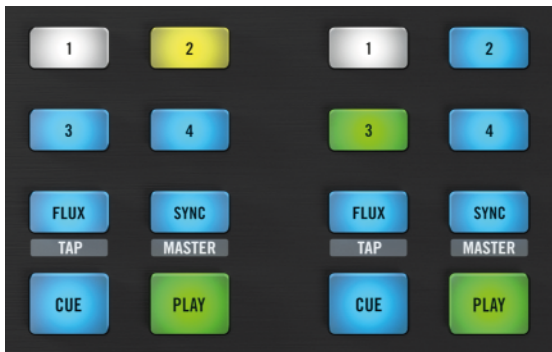 1 2 1 2
3 4 3 4
FLUX SYNC FLUX SYNC
TAP MASTER TAP MASTER
CUE PLAY CUE PLAY